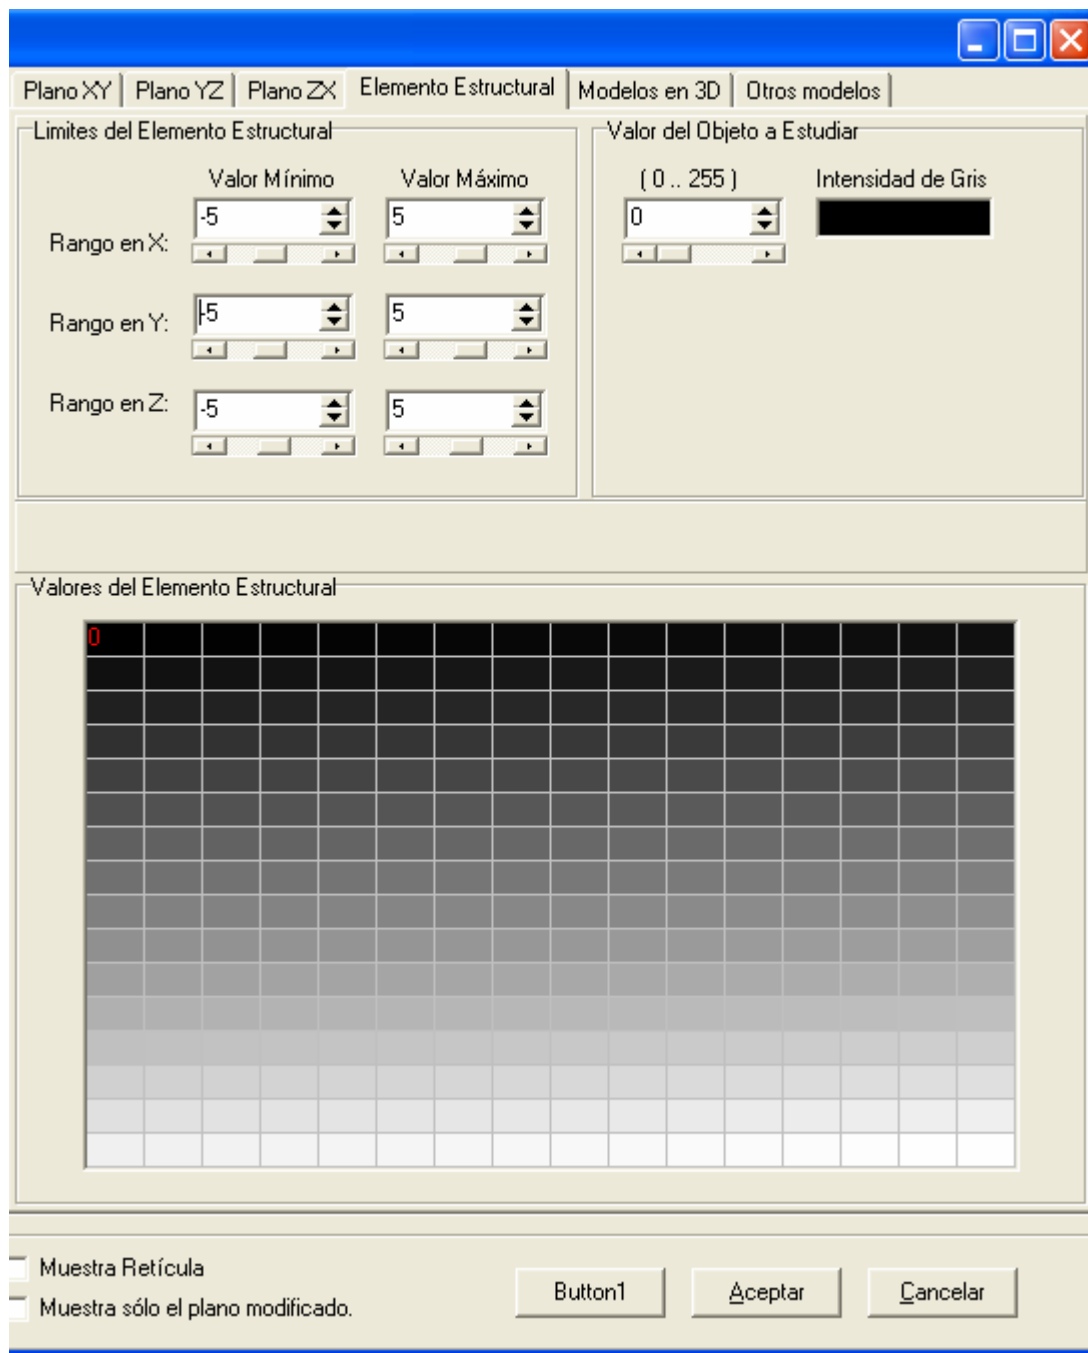 Plano XY Plano YZ Plano ZX Elemento Estructural Modelos en 3D Otros modelos
Limites del Elemento Estructural
Valor Mínimo Valor Máximo
Rango en X: -5 5
Rango en Y: -5 5
Rango en Z: -5 5
Valor del Objeto a Estudiar
( 0 .. 255 ) Intensidad de Gris
0
Valores del Elemento Estructural
0
Muestra Retícula
Muestra sólo el plano modificado.
Button1 Aceptar Cancelar